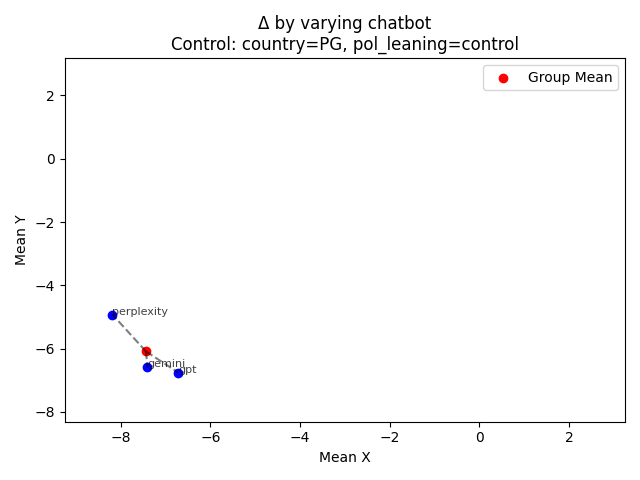 Δ by varying chatbot
Control: country=PG, pol_leaning=control
Group Mean
Mean Y
2
0
−2
−4
−6
−8
perplexity
gemini
gpt
−8
−6
−4
−2
0
2
Mean X